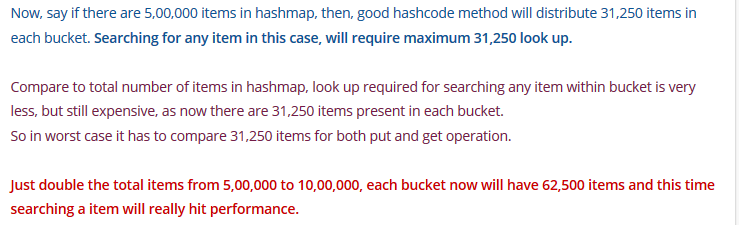 Now, say if there are 5,00,000 items in hashmap, then, good hashcode method will distribute 31,250 items in
each bucket. Searching for any item in this case, will require maximum 31,250 look up.
Compare to total number of items in hashmap, look up required for searching any item within bucket is very
less, but still expensive, as now there are 31,250 items present in each bucket.
So in worst case it has to compare 31,250 items for both put and get operation.
Just double the total items from 5,00,000 to 10,00,000, each bucket now will have 62,500 items and this time
searching a item will really hit performance.